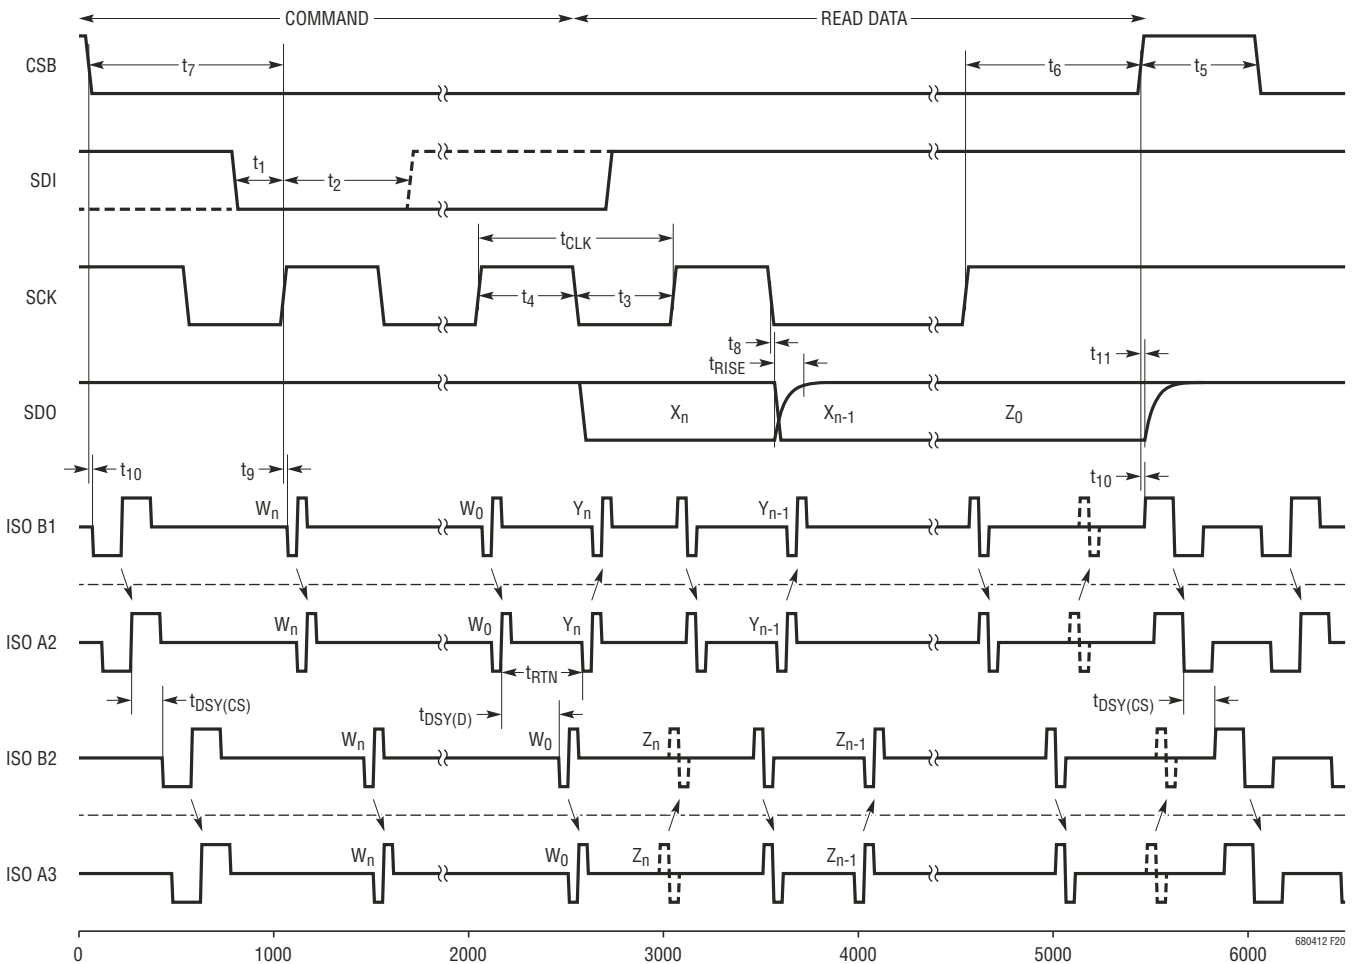 COMMAND READ DATA
CSB t7 t6 t5
SDI t1 t2
tCLK
SCK t4 t3
t8
tRISE t11
SDO Xn Xn-1 Z0
t10 t9 t10
ISO B1 Wn W0 Yn Yn-1
ISO A2 Wn W0 Yn Yn-1
tRTN
tDSY(CS) tDSY(D) tDSY(CS)
ISO B2 Wn W0 Zn Zn-1
ISO A3 Wn W0 Zn Zn-1
0 1000 2000 3000 4000 5000 6000
680412 F20